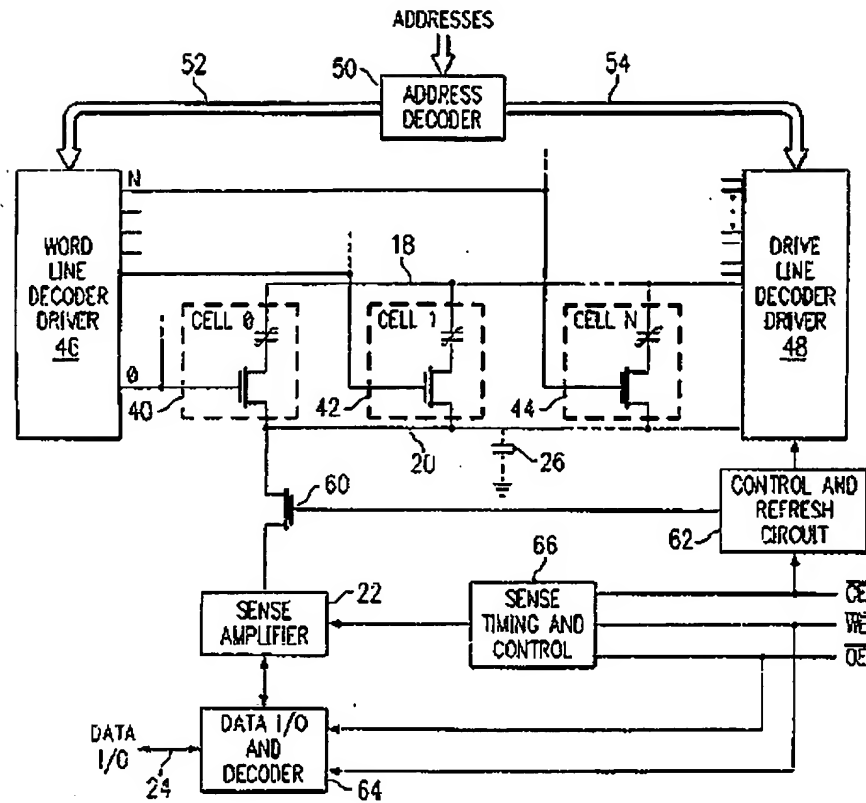 ADDRESSES
52
50
54
ADDRESS
DECODER
N
WORD
LINE
DECODER
DRIVER
46
18
DRIVE
LINE
DECODER
DRIVER
48
CELL 0
CELL 1
CELL N
0
40
42
44
20
26
60
CONTROL AND
REFRESH
CIRCUIT
62
66
22
SENSE
AMPLIFIER
SENSE
TIMING AND
CONTROL
CE
WE
OE
DATA
I/O
24
DATA I/O
AND
DECODER
64